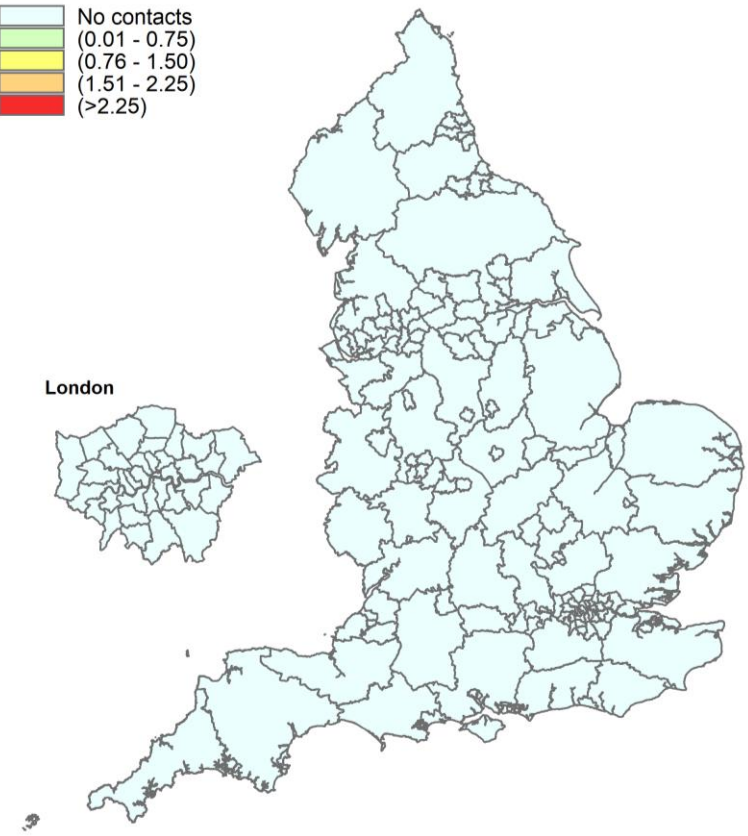 No contacts
(0.01 - 0.75)
(0.76 - 1.50)
(1.51 - 2.25)
(>2.25)
London